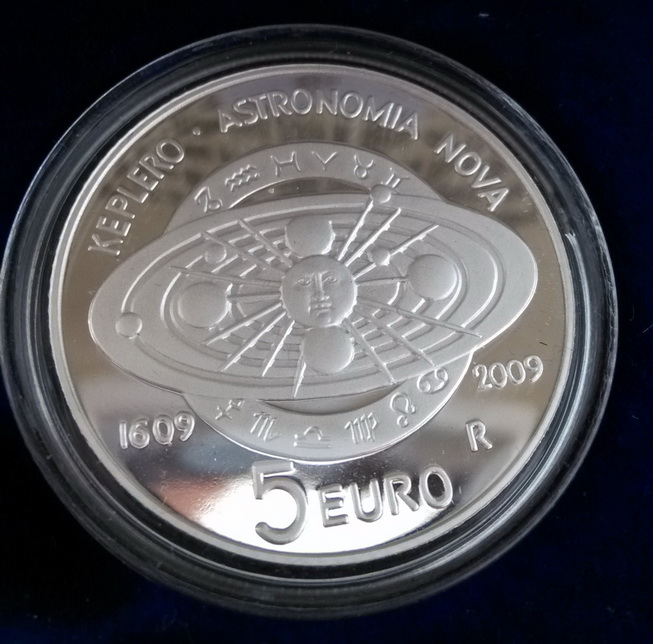 KEPLERO · ASTRONOMIA NOVA
♑ ♒ ♓ ♈ ♉ ♊
♐ ♏ ♎ ♍ ♌ ♋
1609 2009
R
5 EURO